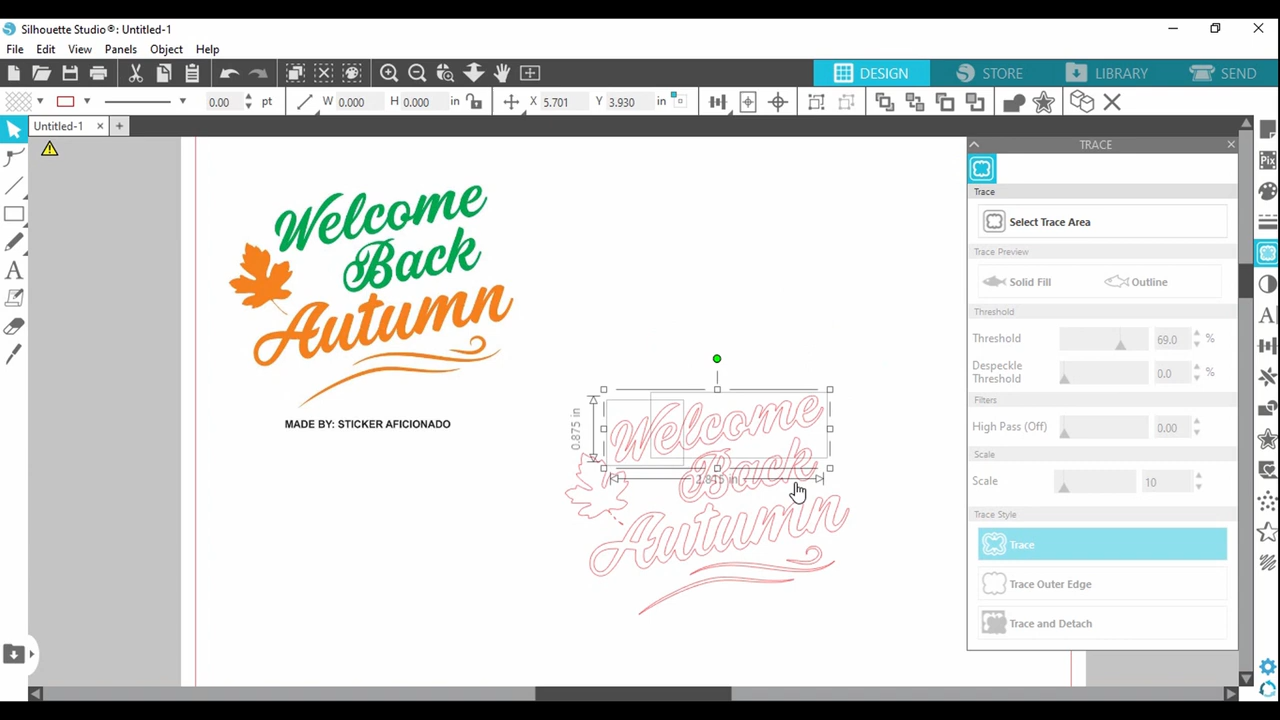 Silhouette Studio®: Untitled-1
File Edit View Panels Object Help
DESIGN STORE LIBRARY SEND
0.00 pt W 0.000 H 0.000 in X 5.701 Y 3.930 in
Untitled-1
TRACE
Trace
Select Trace Area
Trace Preview
Solid Fill Outline
Threshold
Threshold 69.0 %
Despeckle
Threshold 0.0 %
Filters
High Pass (Off) 0.00
Scale
Scale 10
Trace Style
Trace
Trace Outer Edge
Trace and Detach
Welcome
Back
Autumn
MADE BY: STICKER AFICIONADO
0.875 in
Welcome
Back
Autumn